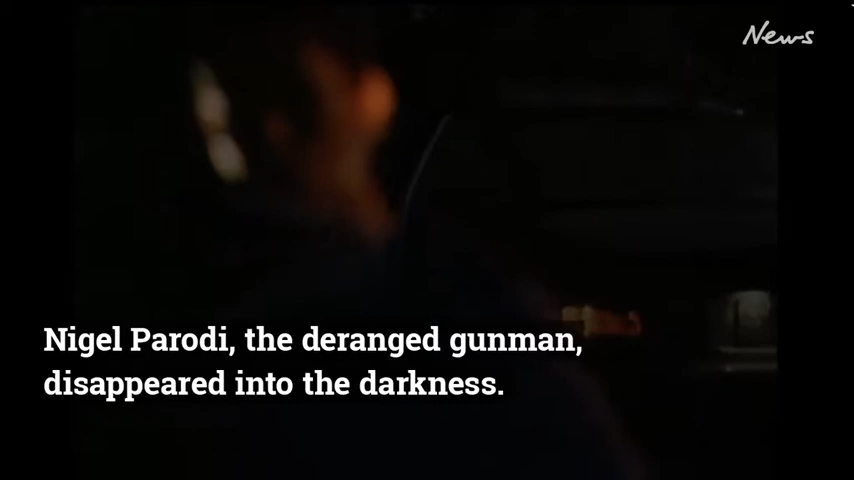 News
Nigel Parodi, the deranged gunman,
disappeared into the darkness.